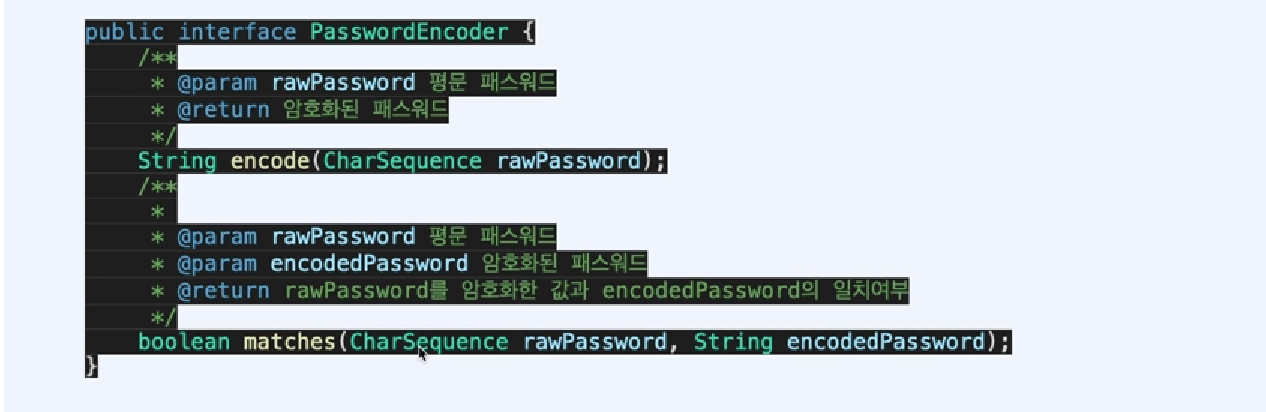 public interface PasswordEncoder {
/**
* @param rawPassword 평문 패스워드
* @return 암호화된 패스워드
*/
String encode(CharSequence rawPassword);
/**
*
* @param rawPassword 평문 패스워드
* @param encodedPassword 암호화된 패스워드
* @return rawPassword를 암호화한 값과 encodedPassword의 일치여부
*/
boolean matches(CharSequence rawPassword, String encodedPassword);
}